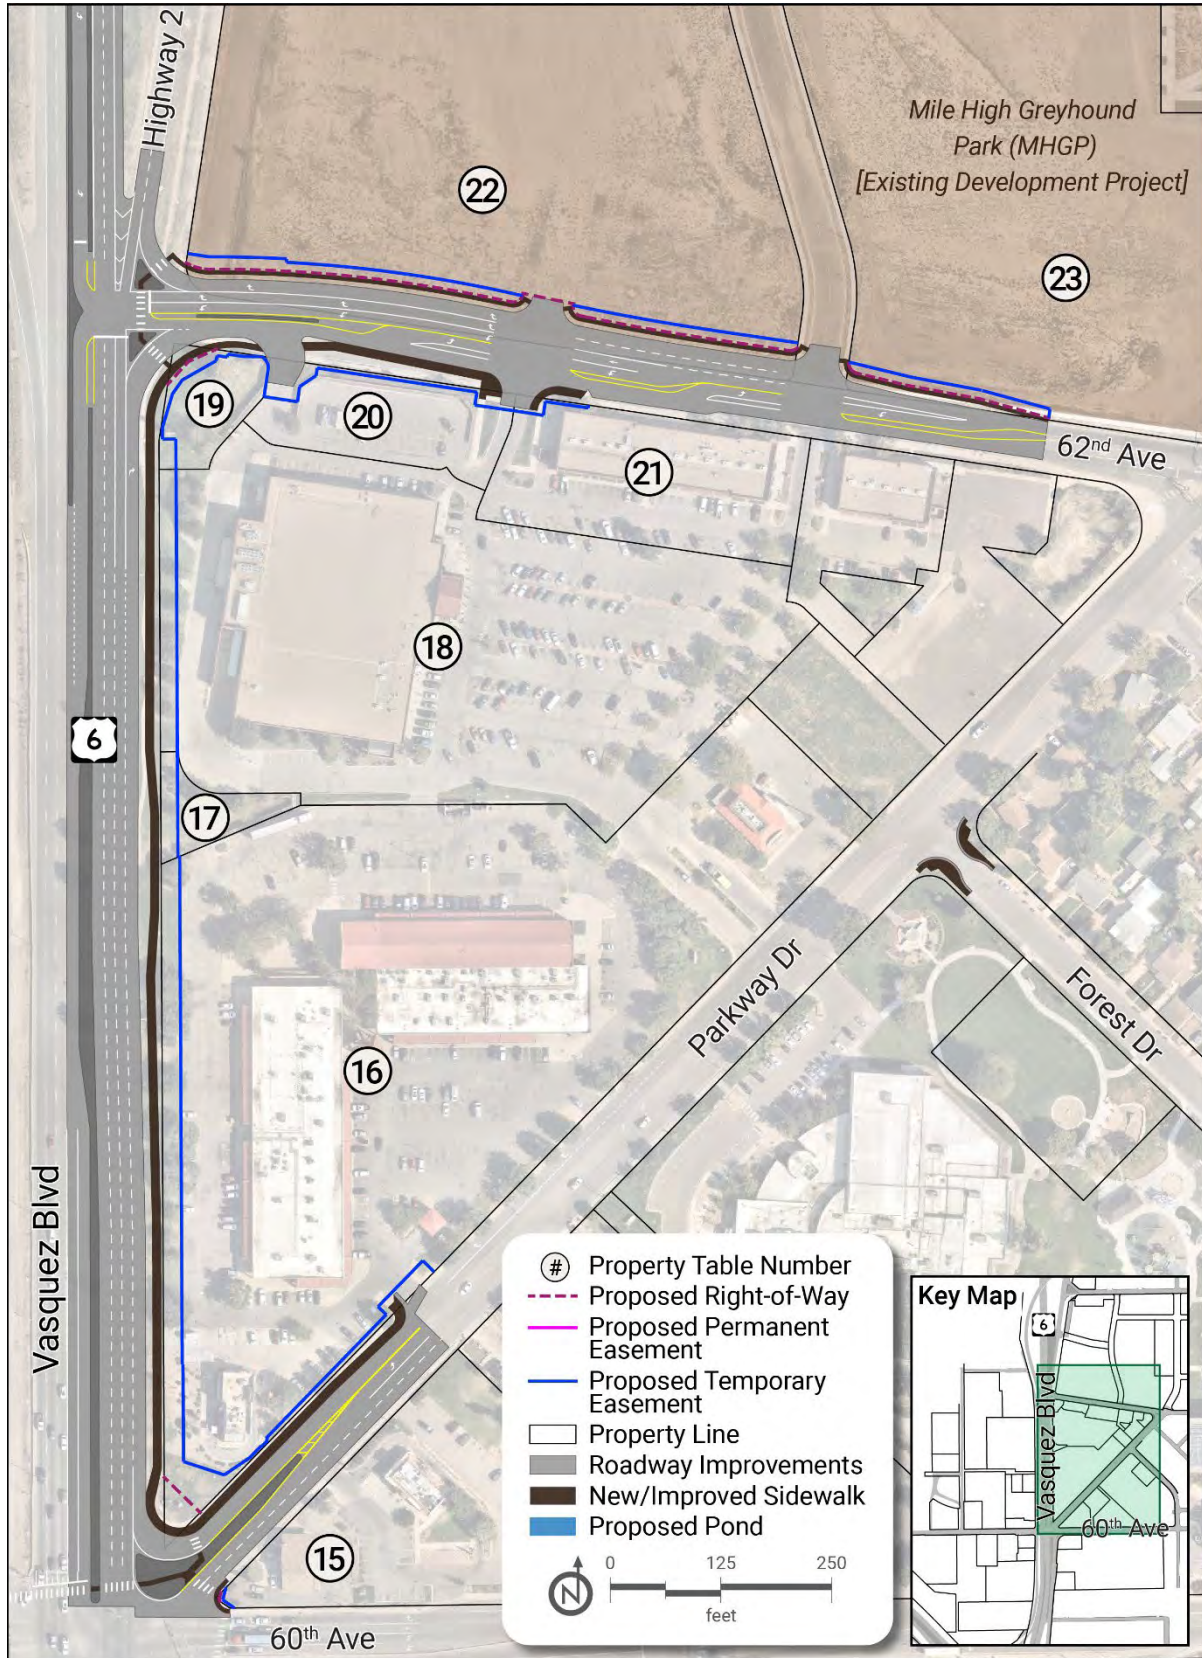 Highway 2
Mile High Greyhound
Park (MHGP)
[Existing Development Project]
22
23
19
20
21
62nd Ave
18
6
17
16
Parkway Dr
Forest Dr
Vasquez Blvd
15
60th Ave
# Property Table Number
Proposed Right-of-Way
Proposed Permanent
Easement
Proposed Temporary
Easement
Property Line
Roadway Improvements
New/Improved Sidewalk
Proposed Pond
N
0 125 250
feet
Key Map
6
Vasquez Blvd
60th Ave